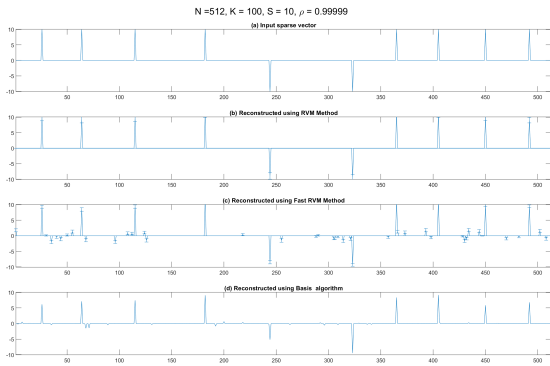 N =512, K = 100, S = 10, ρ = 0.99999
(a) Input sparse vector
10
5
0
-5
-10
50 100 150 200 250 300 350 400 450 500
(b) Reconstructed using RVM Method
10
5
0
-5
-10
50 100 150 200 250 300 350 400 450 500
(c) Reconstructed using Fast RVM Method
10
5
0
-5
-10
50 100 150 200 250 300 350 400 450 500
(d) Reconstructed using Basis algorithm
10
5
0
-5
-10
50 100 150 200 250 300 350 400 450 500